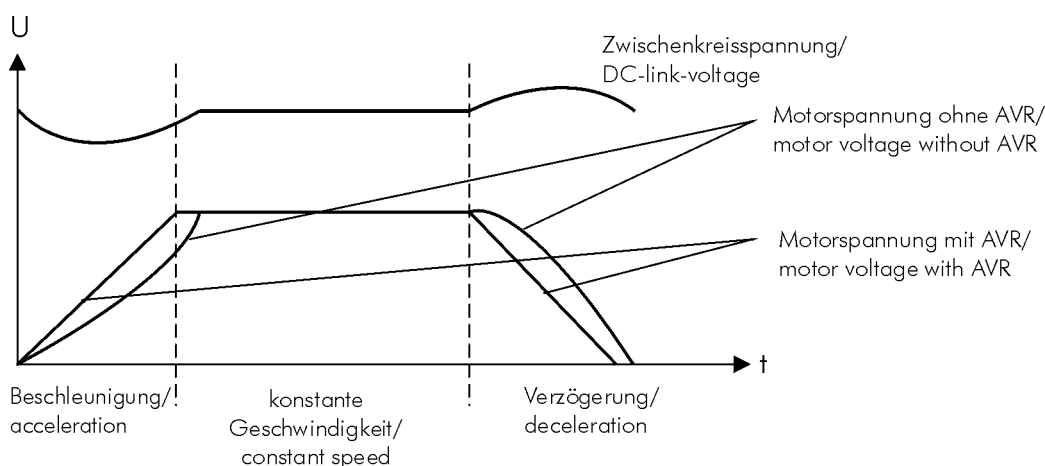 U
Zwischenkreisspannung/
DC-link-voltage
Motorspannung ohne AVR/
motor voltage without AVR
Motorspannung mit AVR/
motor voltage with AVR
t
Beschleunigung/
acceleration
konstante
Geschwindigkeit/
constant speed
Verzögerung/
deceleration